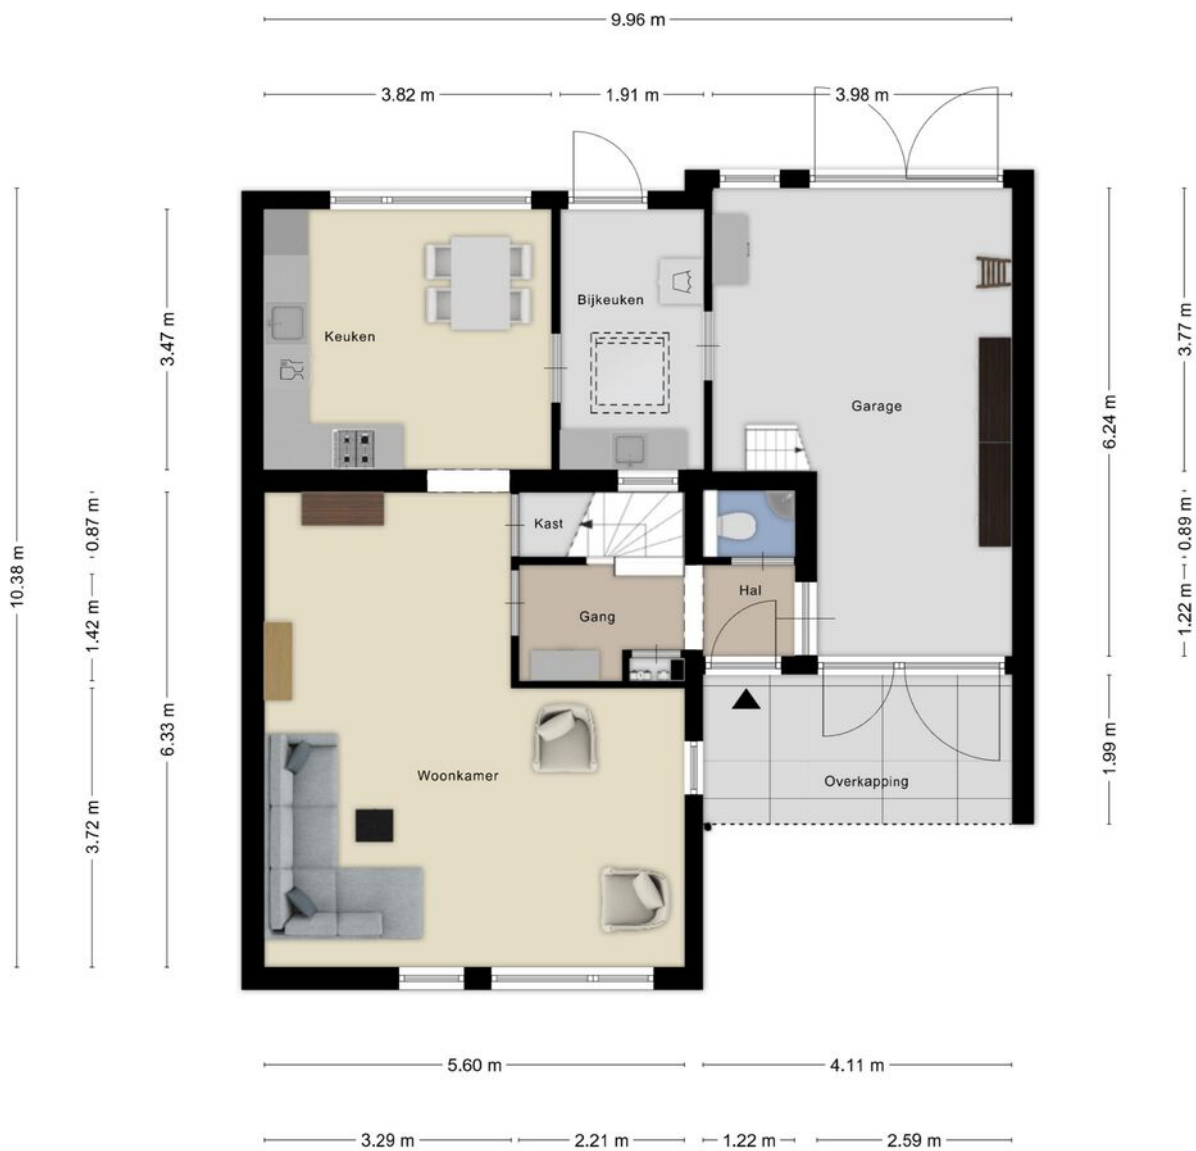 9.96 m
3.82 m
1.91 m
3.98 m
10.38 m
3.47 m
0.87 m
1.42 m
6.33 m
3.72 m
Keuken
Bijkeuken
Garage
Kast
Hal
Gang
Woonkamer
Overkapping
3.77 m
6.24 m
0.89 m
1.22 m
1.99 m
5.60 m
4.11 m
3.29 m
2.21 m
1.22 m
2.59 m